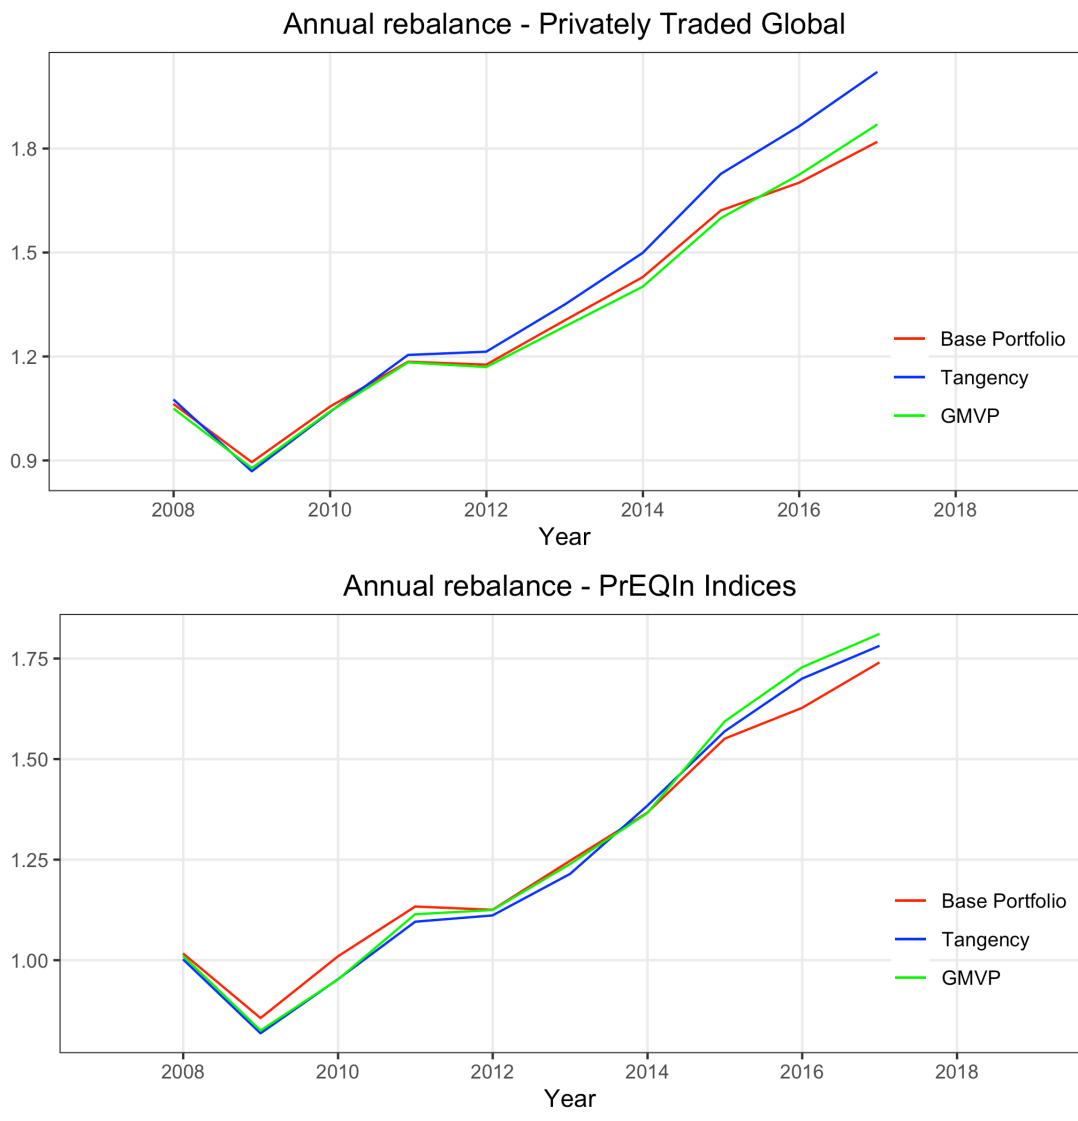 Annual rebalance - Privately Traded Global
1.8
1.5
1.2
0.9
Base Portfolio
Tangency
GMVP
2008 2010 2012 2014 2016 2018
Year
Annual rebalance - PrEQIn Indices
1.75
1.50
1.25
1.00
Base Portfolio
Tangency
GMVP
2008 2010 2012 2014 2016 2018
Year